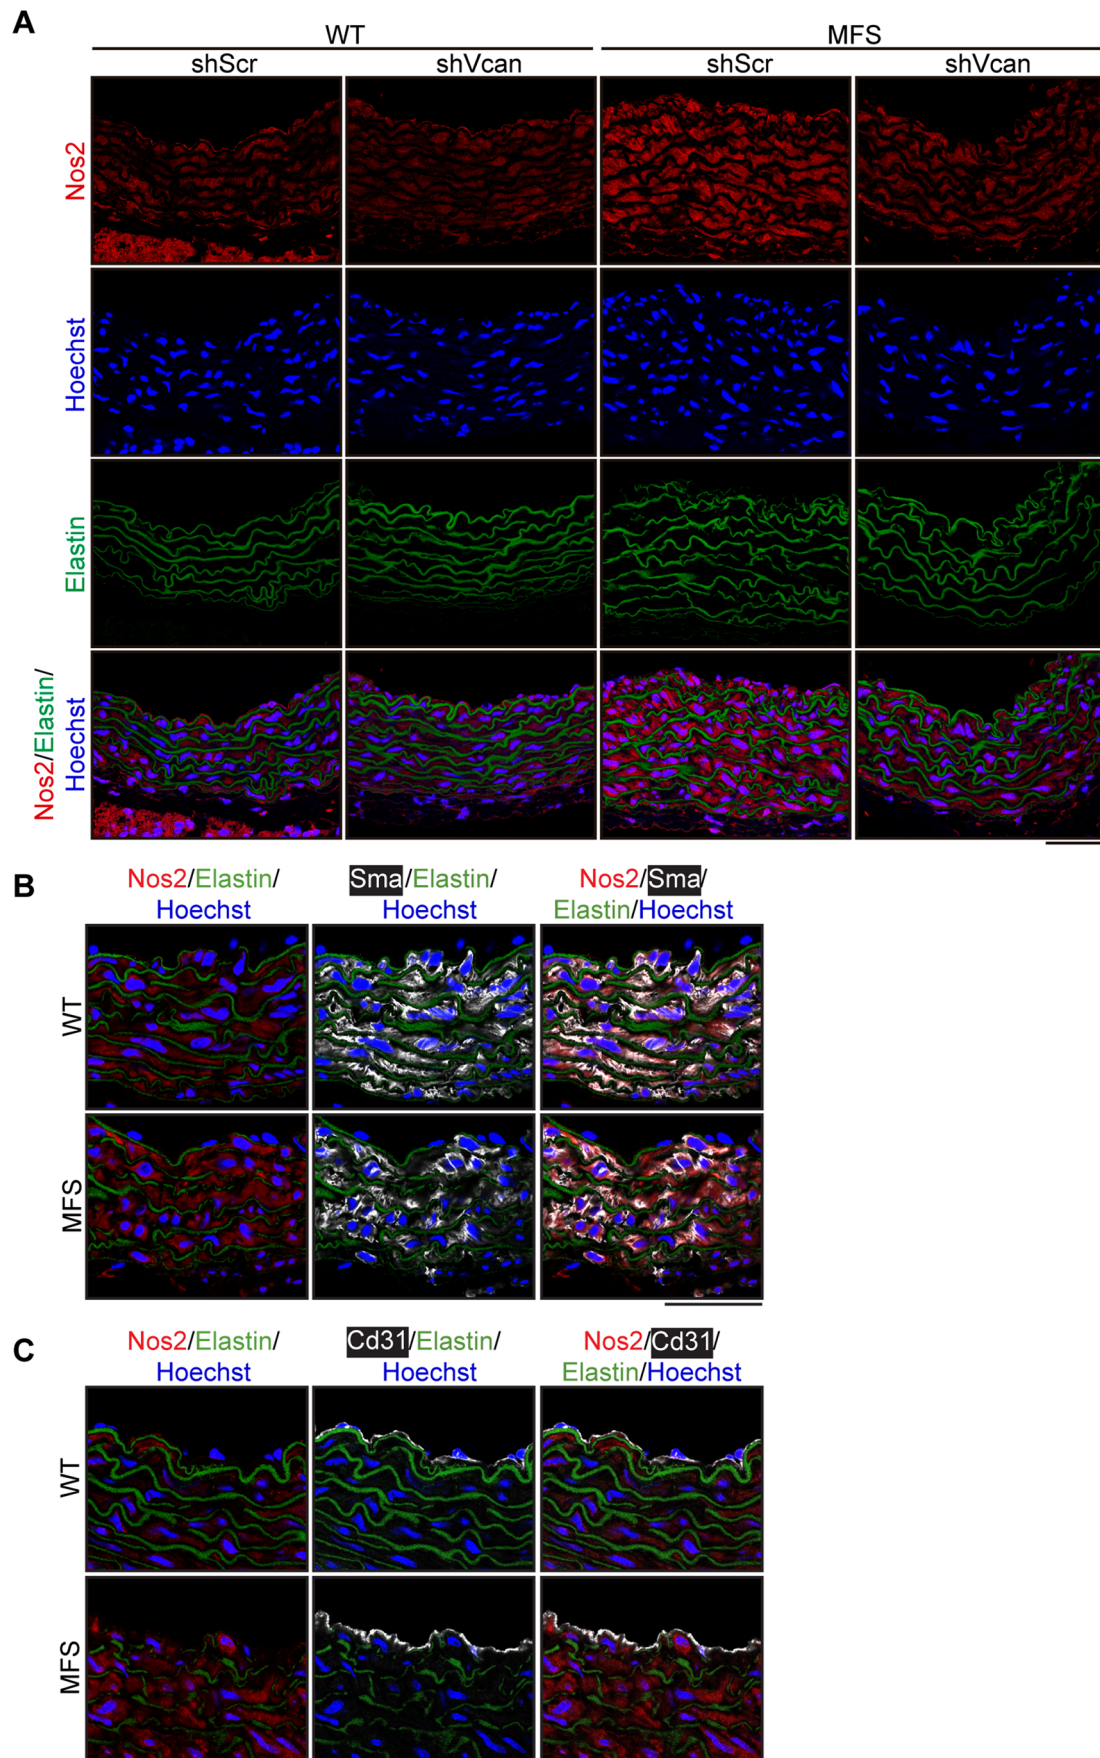 A
WT MFS
shScr shVcan shScr shVcan
Nos2
Hoechst
Elastin
Nos2/Elastin/
Hoechst
B
Nos2/Elastin/
Hoechst
Sma/Elastin/
Hoechst
Nos2/Sma/
Elastin/Hoechst
WT
MFS
C
Nos2/Elastin/
Hoechst
Cd31/Elastin/
Hoechst
Nos2/Cd31/
Elastin/Hoechst
WT
MFS